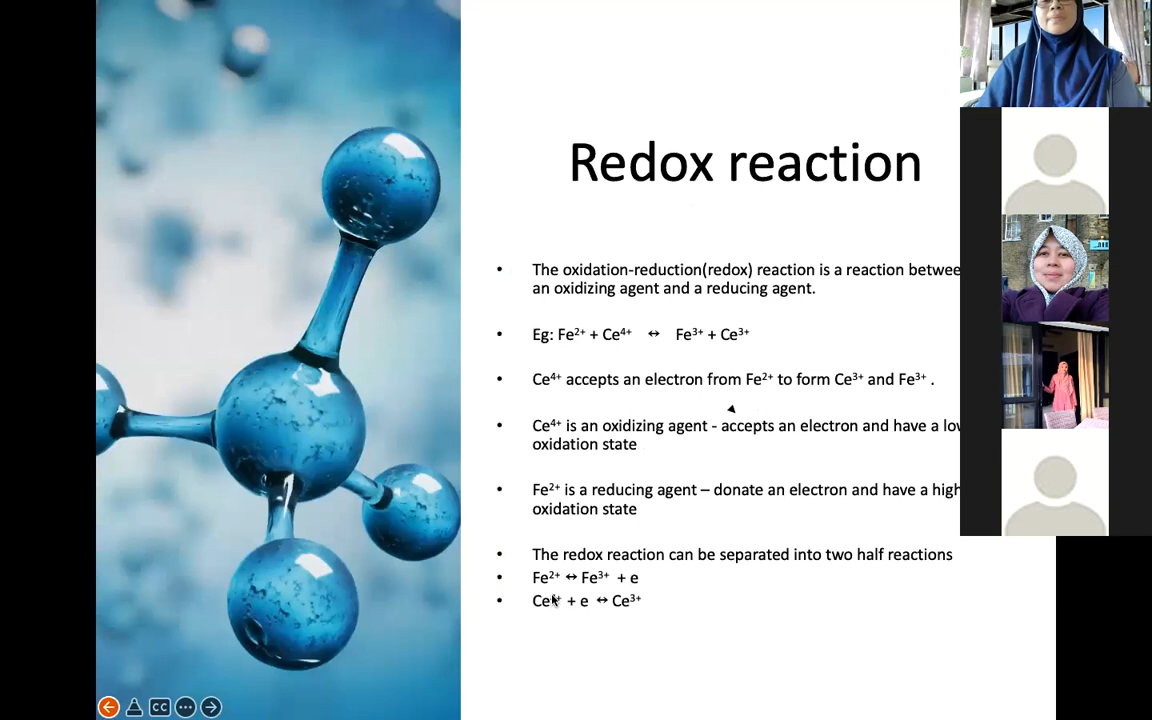 Redox reaction
• The oxidation-reduction(redox) reaction is a reaction
an oxidizing agent and a reducing agent.
• Eg: Fe²⁺ + Ce⁴⁺ ↔ Fe³⁺ + Ce³⁺
• Ce⁴⁺ accepts an electron from Fe²⁺ to form Ce³⁺ and Fe³⁺ .
• Ce⁴⁺ is an oxidizing agent - accepts an electron and have a
oxidation state
• Fe²⁺ is a reducing agent – donate an electron and have a high
oxidation state
• The redox reaction can be separated into two half reactions
• Fe²⁺ ↔ Fe³⁺ + e
• Ce + e ↔ Ce³⁺
CC